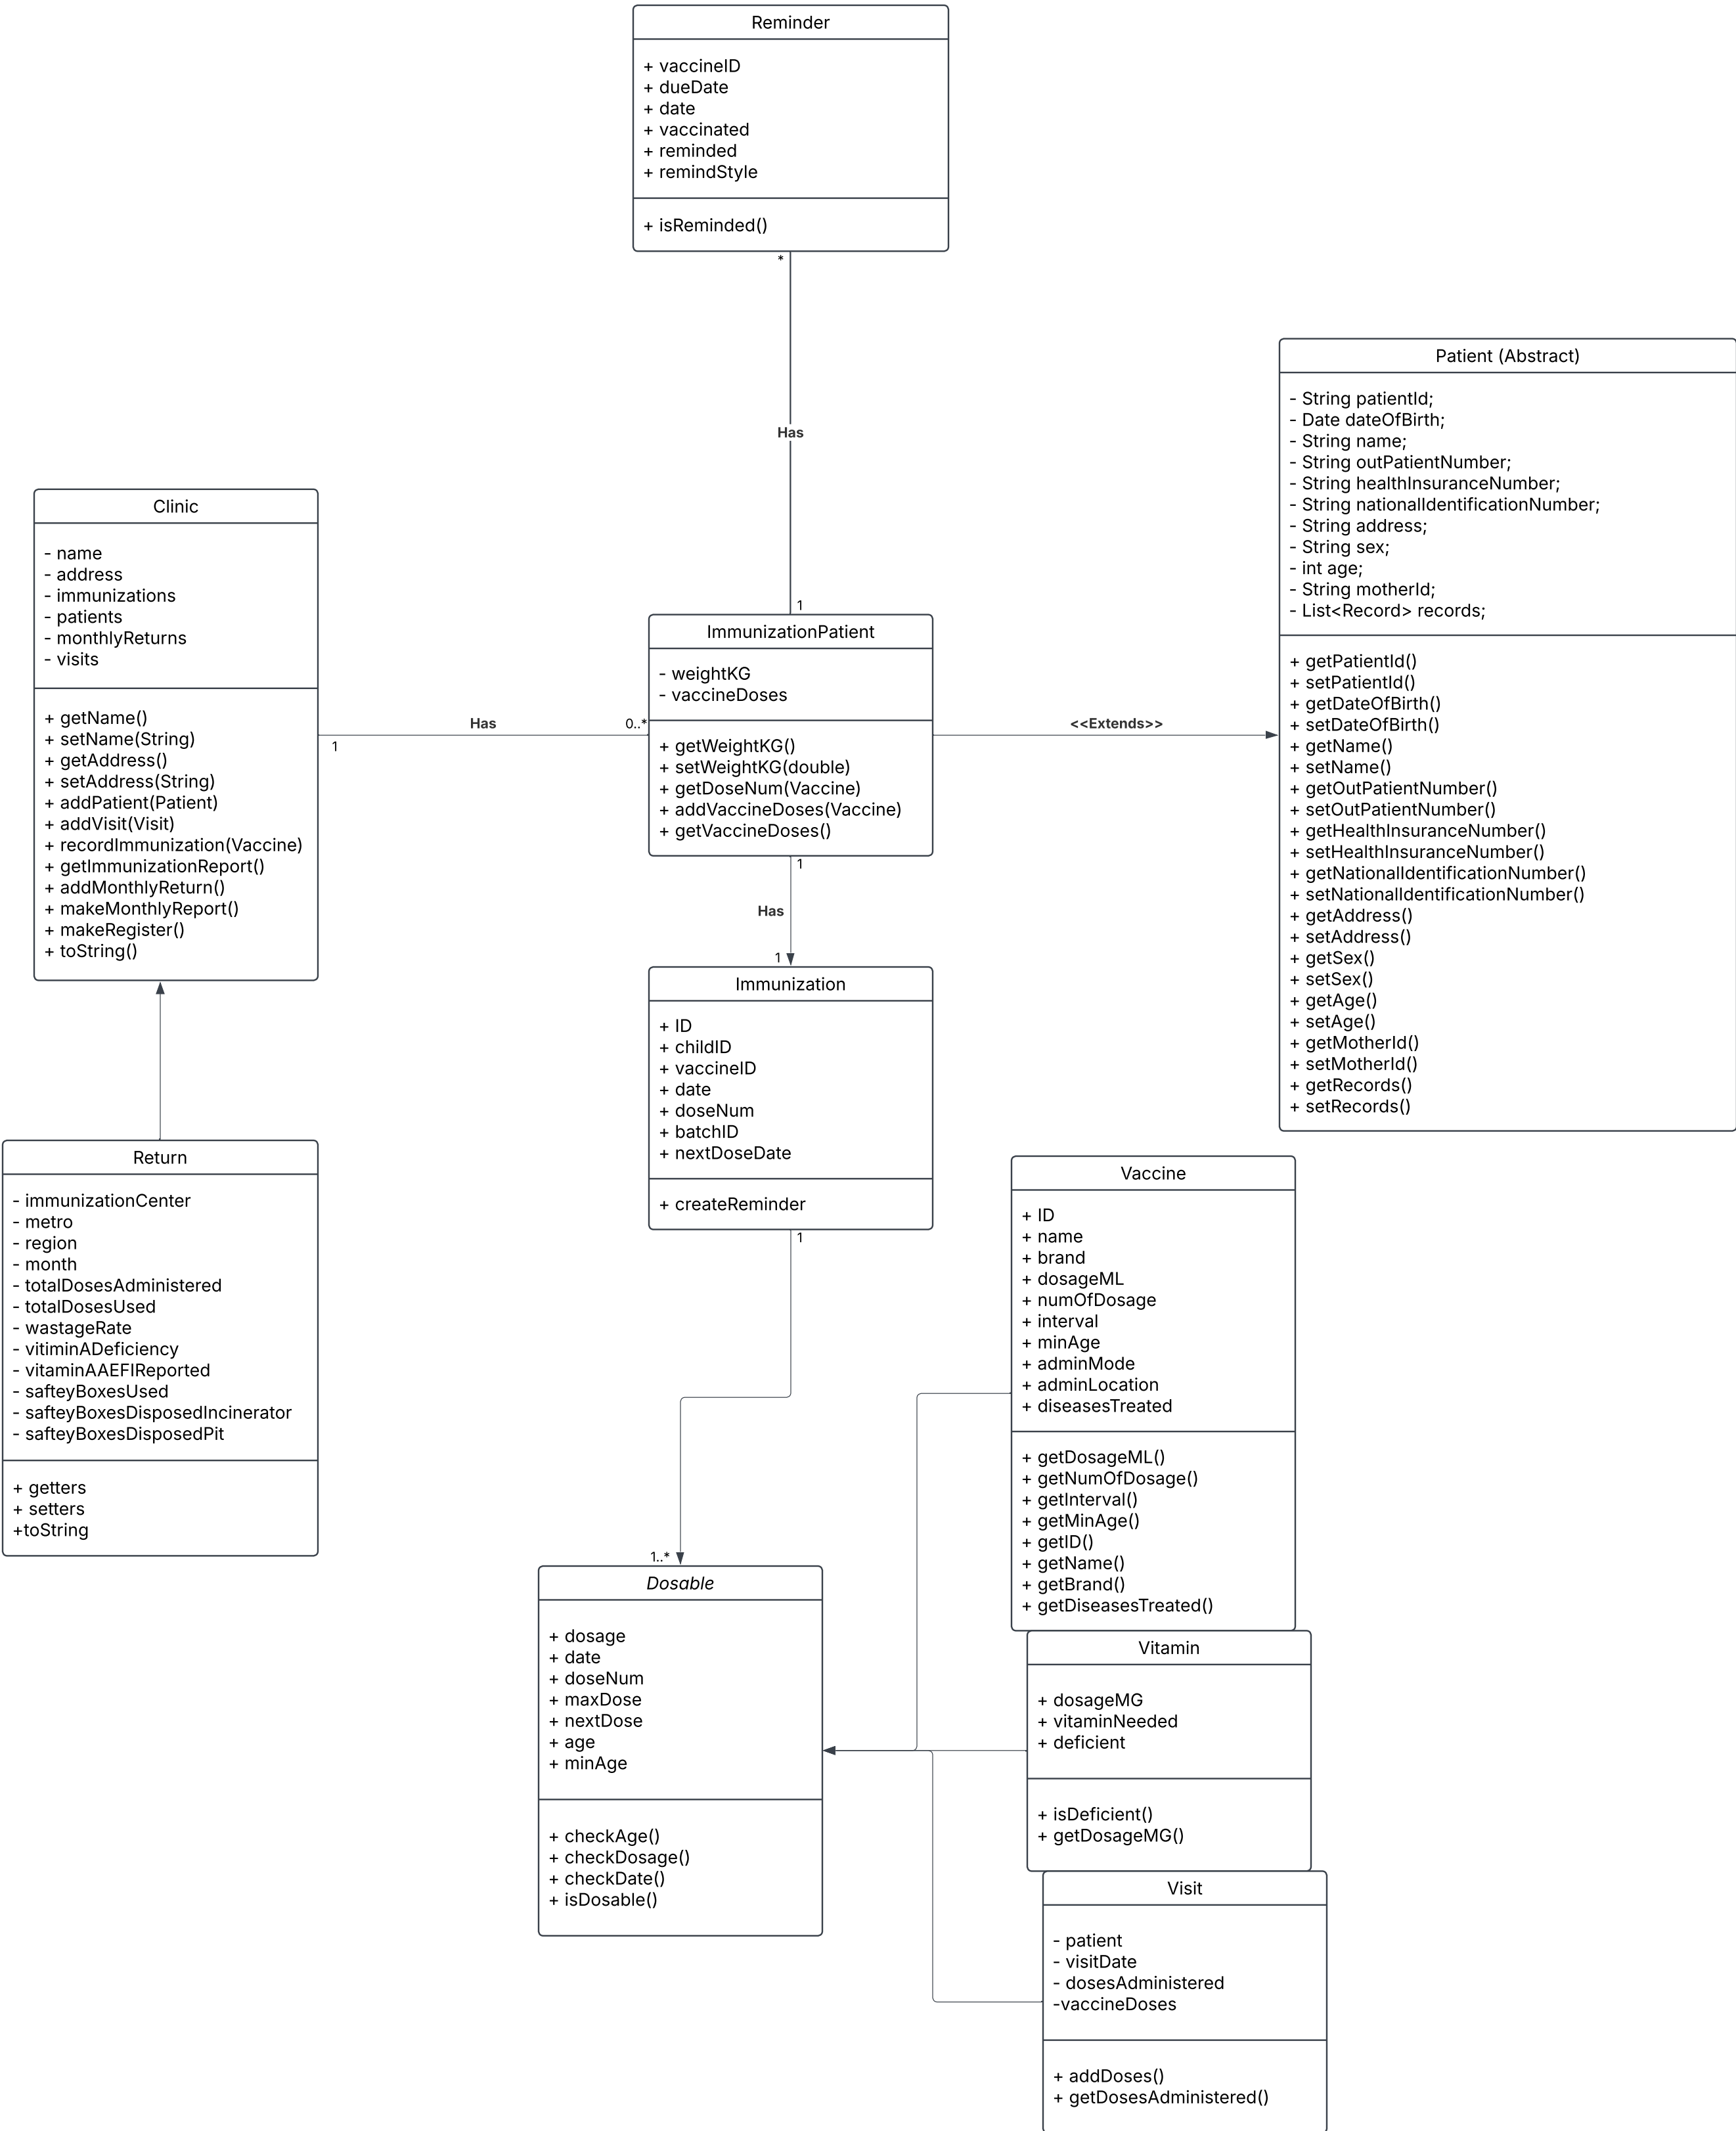 Reminder
+ vaccineID
+ dueDate
+ date
+ vaccinated
+ reminded
+ remindStyle
+ isReminded()
*
Has
1
Patient (Abstract)
- String patientId;
- Date dateOfBirth;
- String name;
- String outPatientNumber;
- String healthInsuranceNumber;
- String nationalIdentificationNumber;
- String address;
- String sex;
- int age;
- String motherId;
- List<Record> records;
+ getPatientId()
+ setPatientId()
+ getDateOfBirth()
+ setDateOfBirth()
+ getName()
+ setName()
+ getOutPatientNumber()
+ setOutPatientNumber()
+ getHealthInsuranceNumber()
+ setHealthInsuranceNumber()
+ getNationalIdentificationNumber()
+ setNationalIdentificationNumber()
+ getAddress()
+ setAddress()
+ getSex()
+ setSex()
+ getAge()
+ setAge()
+ getMotherId()
+ setMotherId()
+ getRecords()
+ setRecords()
Clinic
- name
- address
- immunizations
- patients
- monthlyReturns
- visits
+ getName()
+ setName(String)
+ getAddress()
+ setAddress(String)
+ addPatient(Patient)
+ addVisit(Visit)
+ recordImmunization(Vaccine)
+ getImmunizationReport()
+ addMonthlyReturn()
+ makeMonthlyReport()
+ makeRegister()
+ toString()
1
Has
0..*
ImmunizationPatient
- weightKG
- vaccineDoses
+ getWeightKG()
+ setWeightKG(double)
+ getDoseNum(Vaccine)
+ addVaccineDoses(Vaccine)
+ getVaccineDoses()
<<Extends>>
1
Has
1
Immunization
+ ID
+ childID
+ vaccineID
+ date
+ doseNum
+ batchID
+ nextDoseDate
+ createReminder
1
1..*
Return
- immunizationCenter
- metro
- region
- month
- totalDosesAdministered
- totalDosesUsed
- wastageRate
- vitiminADeficiency
- vitaminAAEFIReported
- safteyBoxesUsed
- safteyBoxesDisposedIncinerator
- safteyBoxesDisposedPit
+ getters
+ setters
+toString
Vaccine
+ ID
+ name
+ brand
+ dosageML
+ numOfDosage
+ interval
+ minAge
+ adminMode
+ adminLocation
+ diseasesTreated
+ getDosageML()
+ getNumOfDosage()
+ getInterval()
+ getMinAge()
+ getID()
+ getName()
+ getBrand()
+ getDiseasesTreated()
Dosable
+ dosage
+ date
+ doseNum
+ maxDose
+ nextDose
+ age
+ minAge
+ checkAge()
+ checkDosage()
+ checkDate()
+ isDosable()
Vitamin
+ dosageMG
+ vitaminNeeded
+ deficient
+ isDeficient()
+ getDosageMG()
Visit
- patient
- visitDate
- dosesAdministered
-vaccineDoses
+ addDoses()
+ getDosesAdministered()